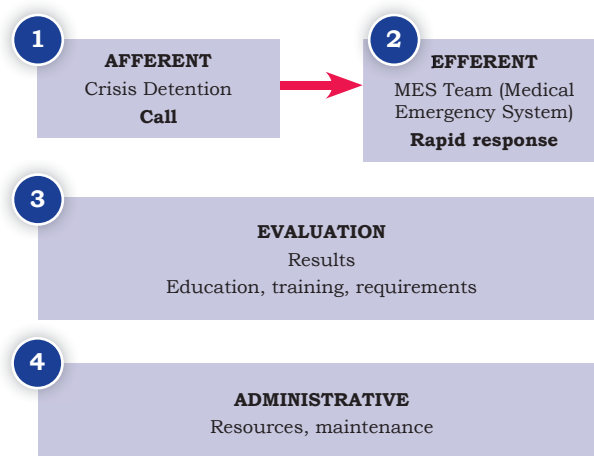 1
AFFERENT
Crisis Detention
Call
2
EFFERENT
MES Team (Medical
Emergency System)
Rapid response
3
EVALUATION
Results
Education, training, requirements
4
ADMINISTRATIVE
Resources, maintenance